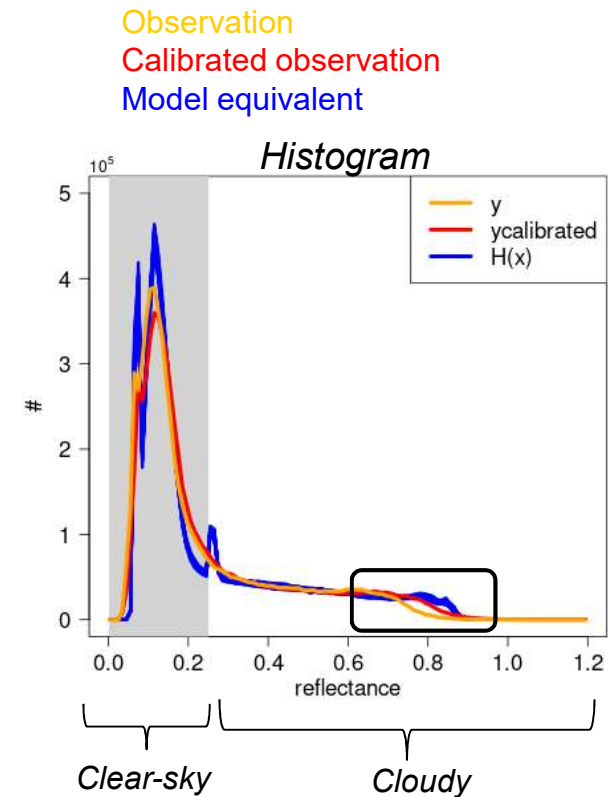 Observation
Calibrated observation
Model equivalent
Histogram
10^5
y
ycalibrated
H(x)
5
4
3
2
1
0
#
0.0 0.2 0.4 0.6 0.8 1.0 1.2
reflectance
Clear-sky Cloudy